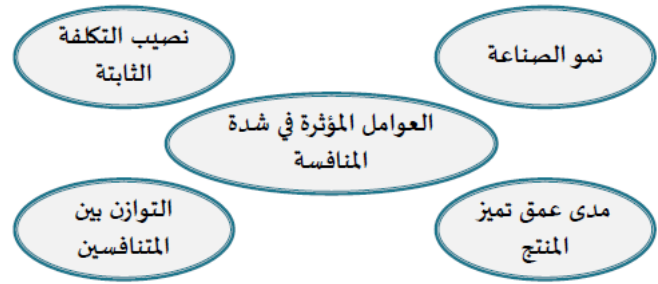 نمو الصناعة
نصيب التكلفة
الثابتة
العوامل المؤثرة في شدة
المنافسة
مدى عمق تميز
المنتج
التوازن بين
المتنافسين